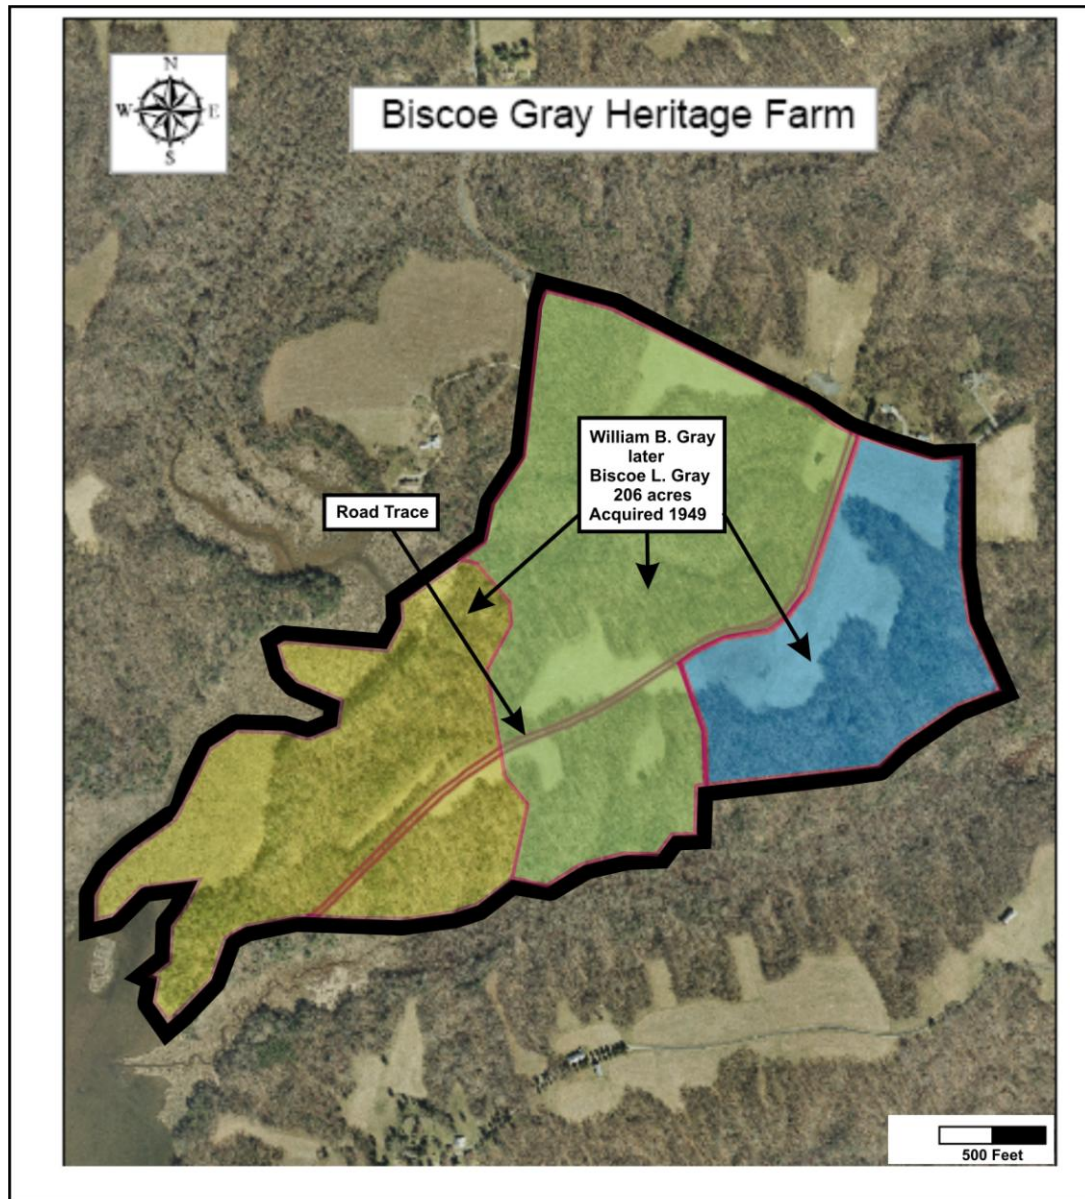 N
W E
S
Biscoe Gray Heritage Farm
William B. Gray
later
Biscoe L. Gray
206 acres
Acquired 1949
Road Trace
500 Feet